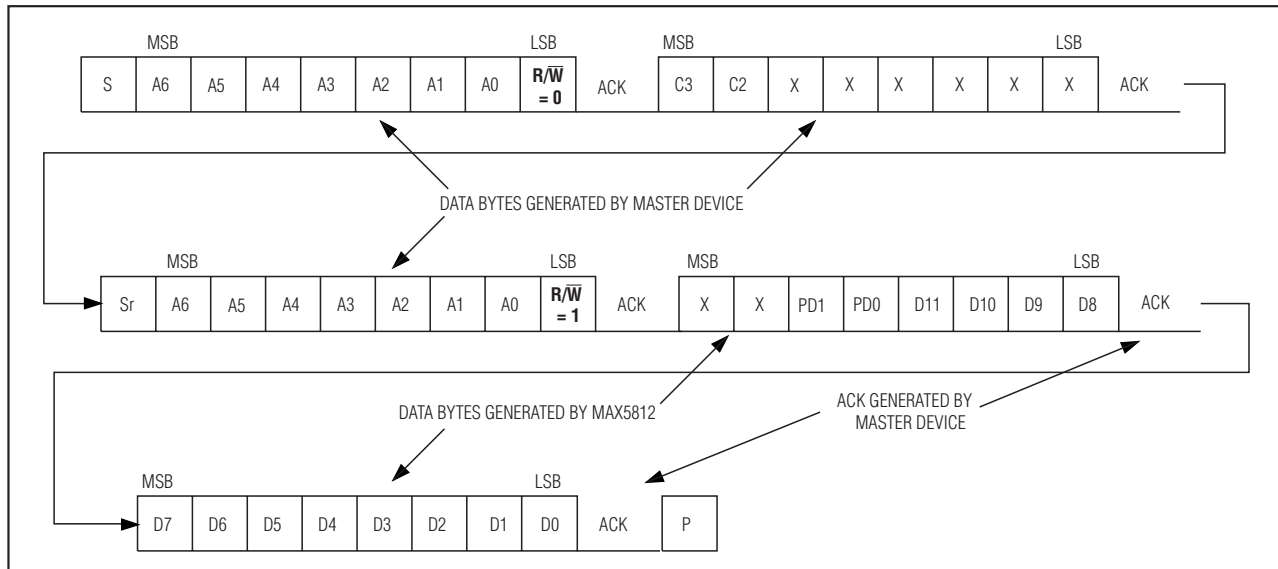 MSB LSB MSB LSB
S A6 A5 A4 A3 A2 A1 A0 R/W̅ = 0 ACK C3 C2 X X X X X X ACK
DATA BYTES GENERATED BY MASTER DEVICE
MSB LSB MSB LSB
Sr A6 A5 A4 A3 A2 A1 A0 R/W̅ = 1 ACK X X PD1 PD0 D11 D10 D9 D8 ACK
DATA BYTES GENERATED BY MAX5812
ACK GENERATED BY
MASTER DEVICE
MSB LSB
D7 D6 D5 D4 D3 D2 D1 D0 ACK P